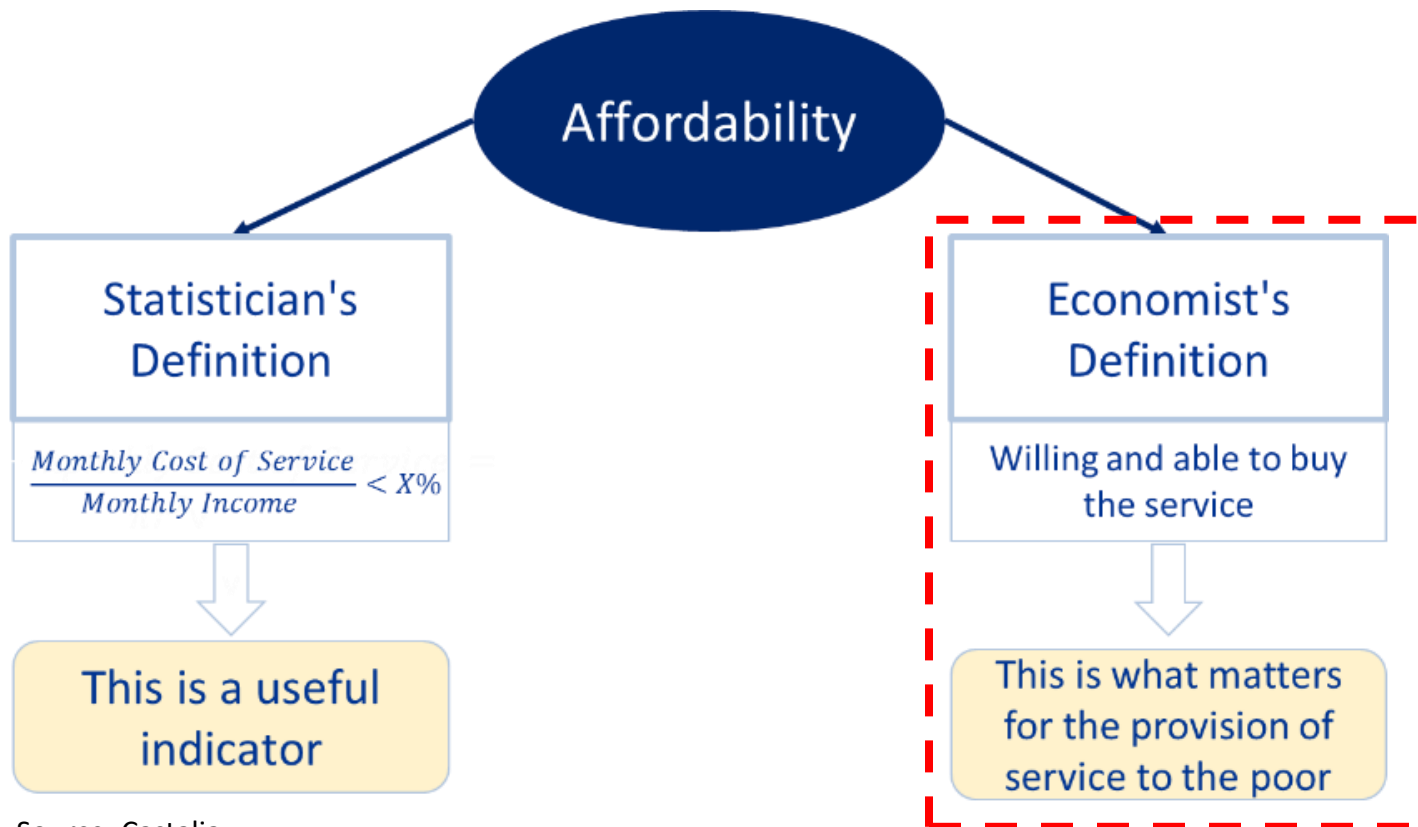 Affordability
Statistician's
Definition
Monthly Cost of Service
Monthly Income
< X%
This is a useful
indicator
Economist's
Definition
Willing and able to buy
the service
This is what matters
for the provision of
service to the poor